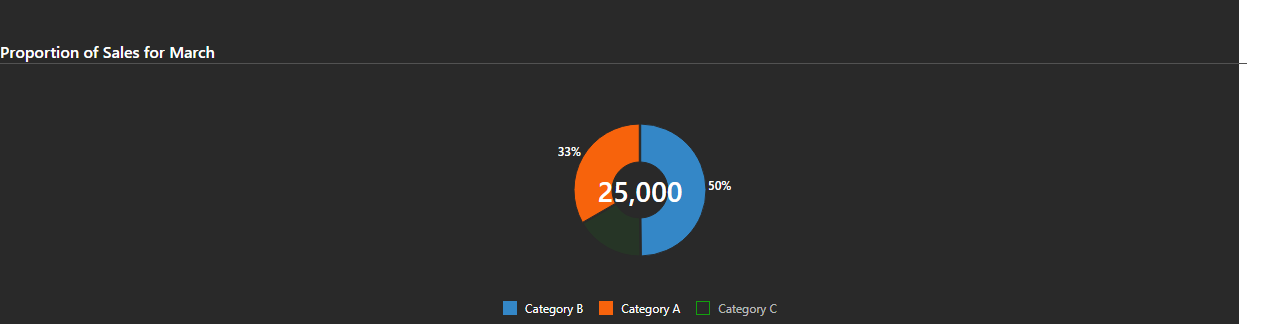 Proportion of Sales for March
33%
25,000
50%
Category B Category A Category C